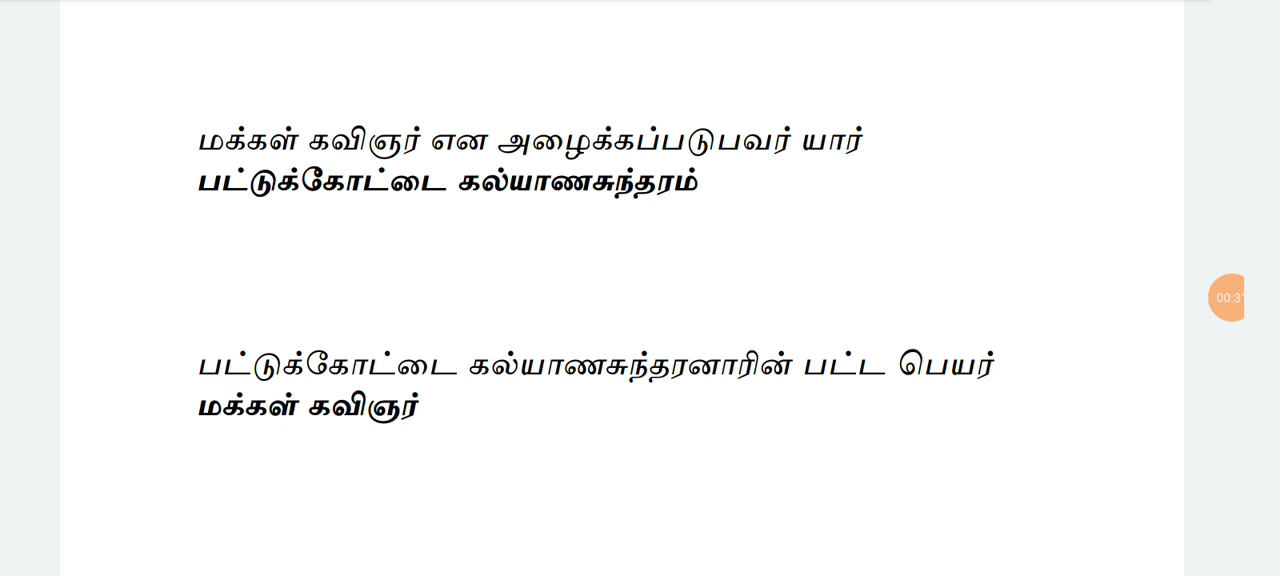 மக்கள் கவிஞர் என அழைக்கப்படுபவர் யார்
பட்டுக்கோட்டை கல்யாணசுந்தரம்
பட்டுக்கோட்டை கல்யாணசுந்தரனாரின் பட்ட பெயர்
மக்கள் கவிஞர்